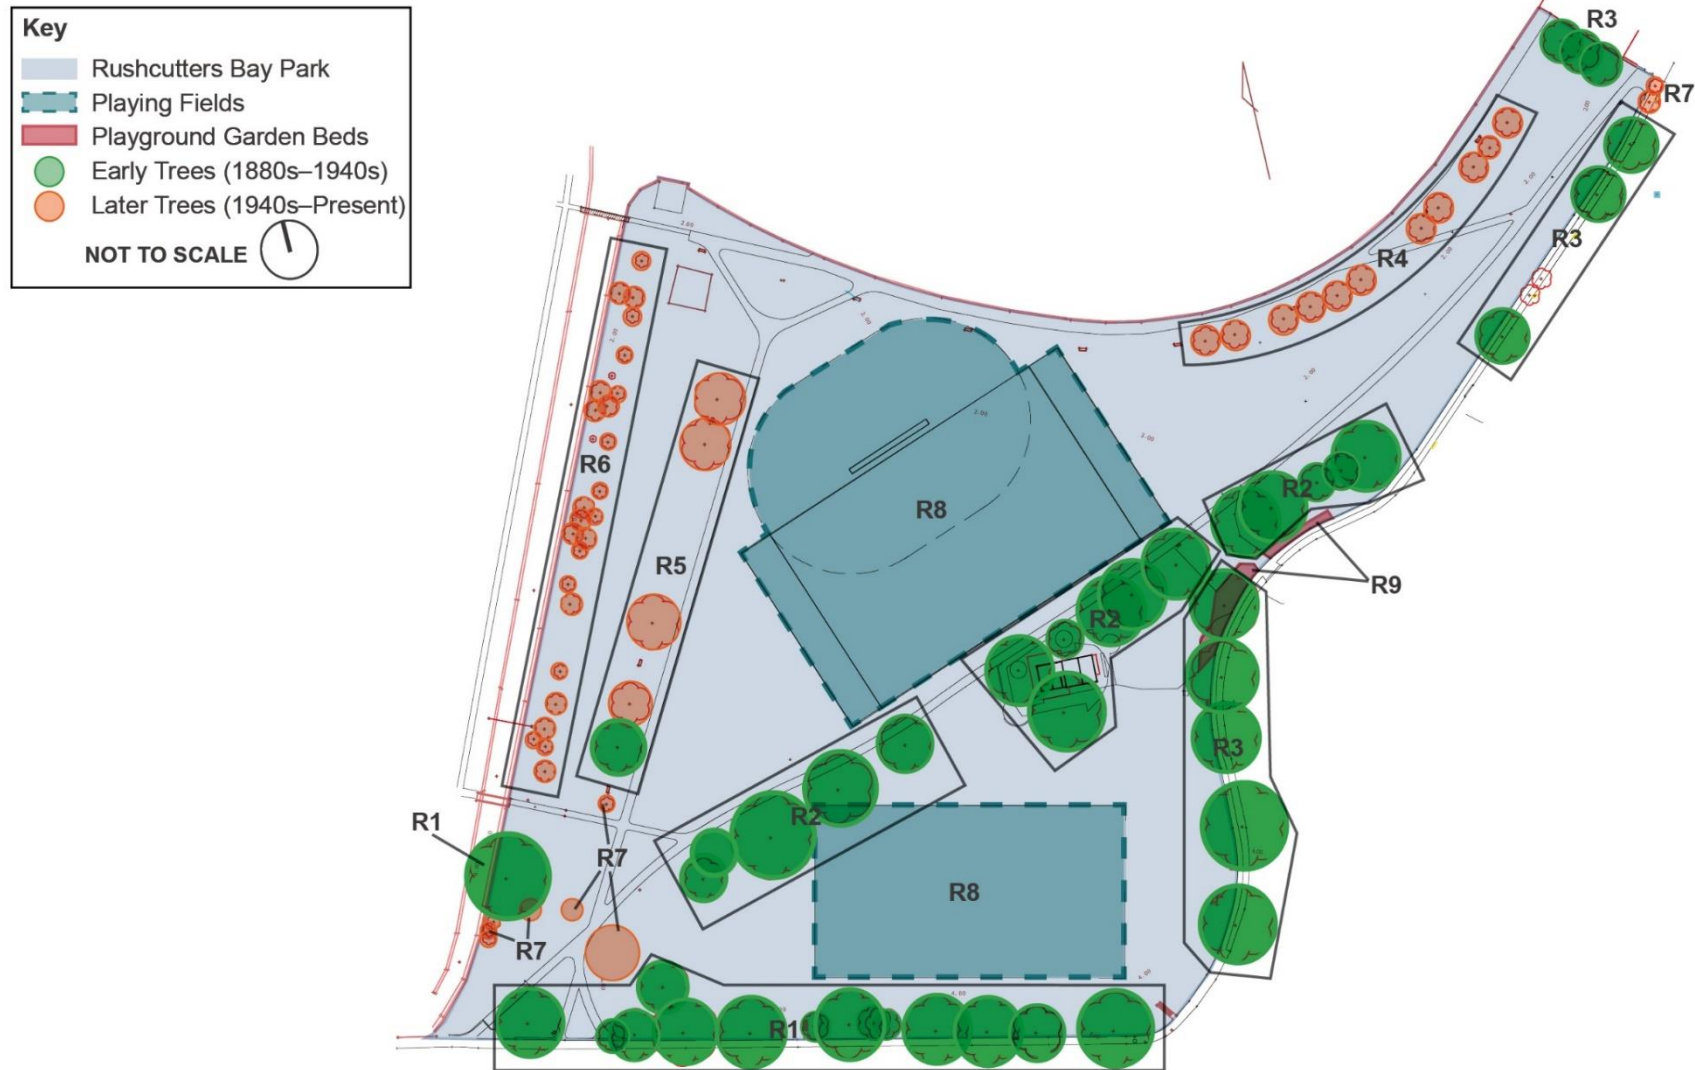 Key
Rushcutters Bay Park
Playing Fields
Playground Garden Beds
Early Trees (1880s–1940s)
Later Trees (1940s–Present)
NOT TO SCALE
R3
R7
R3
R4
R6
R2
R8
R5
R9
R2
R3
R2
R1
R7
R8
R7
R1